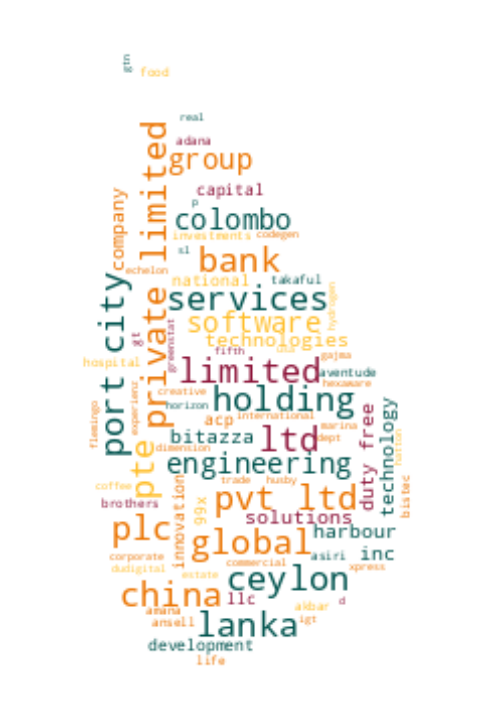 gtn
food
real
adana
private limited
group
capital
company
p
colombo
investments
codegen
sl
bank
echelon
national
takaful
port city
services
hydrogen
software
greenstat
gt
technologies
fifth
usd
gajma
hospital
limited
aventude
hexaware
creative
holding
experienz
horizon
international
flemingo
acp
marina
duty free
technology
bitazza
ltd
dept
hatton
dimension
engineering
pte
trade
husby
coffee
innovation
bistec
brothers
99x
pvt ltd
solutions
plc
global
harbour
asiri
inc
corporate
commercial
xpress
dudigital
estate
ceylon
china
llc
d
akbar
amana
ansell
lanka
igt
development
life